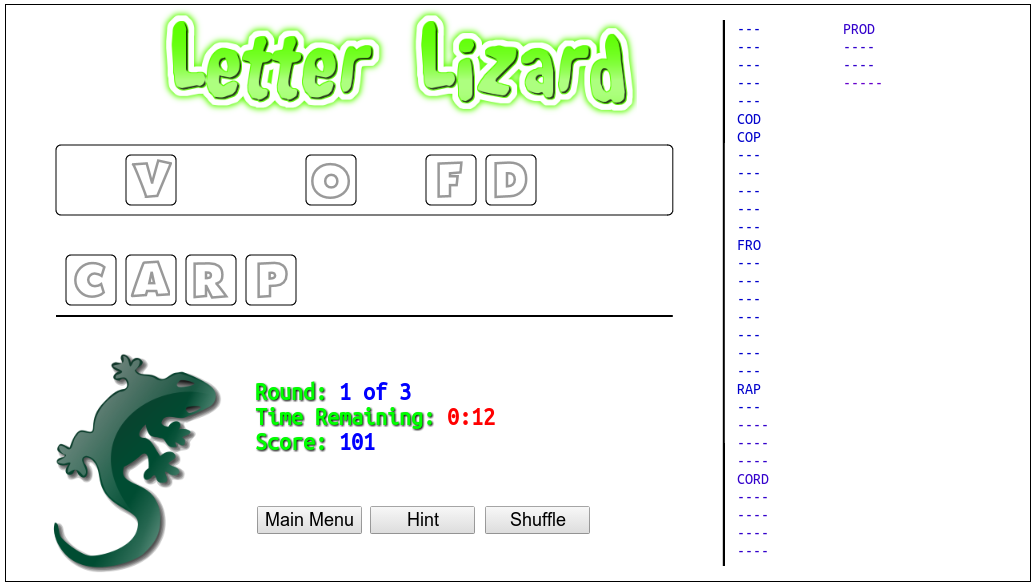 Letter Lizard
V O F D
C A R P
Round: 1 of 3
Time Remaining: 0:12
Score: 101
Main Menu
Hint
Shuffle
---
---
---
---
---
COD
COP
---
---
---
---
---
FRO
---
---
---
---
---
---
---
RAP
---
----
----
----
CORD
----
----
----
----
PROD
----
----
-----